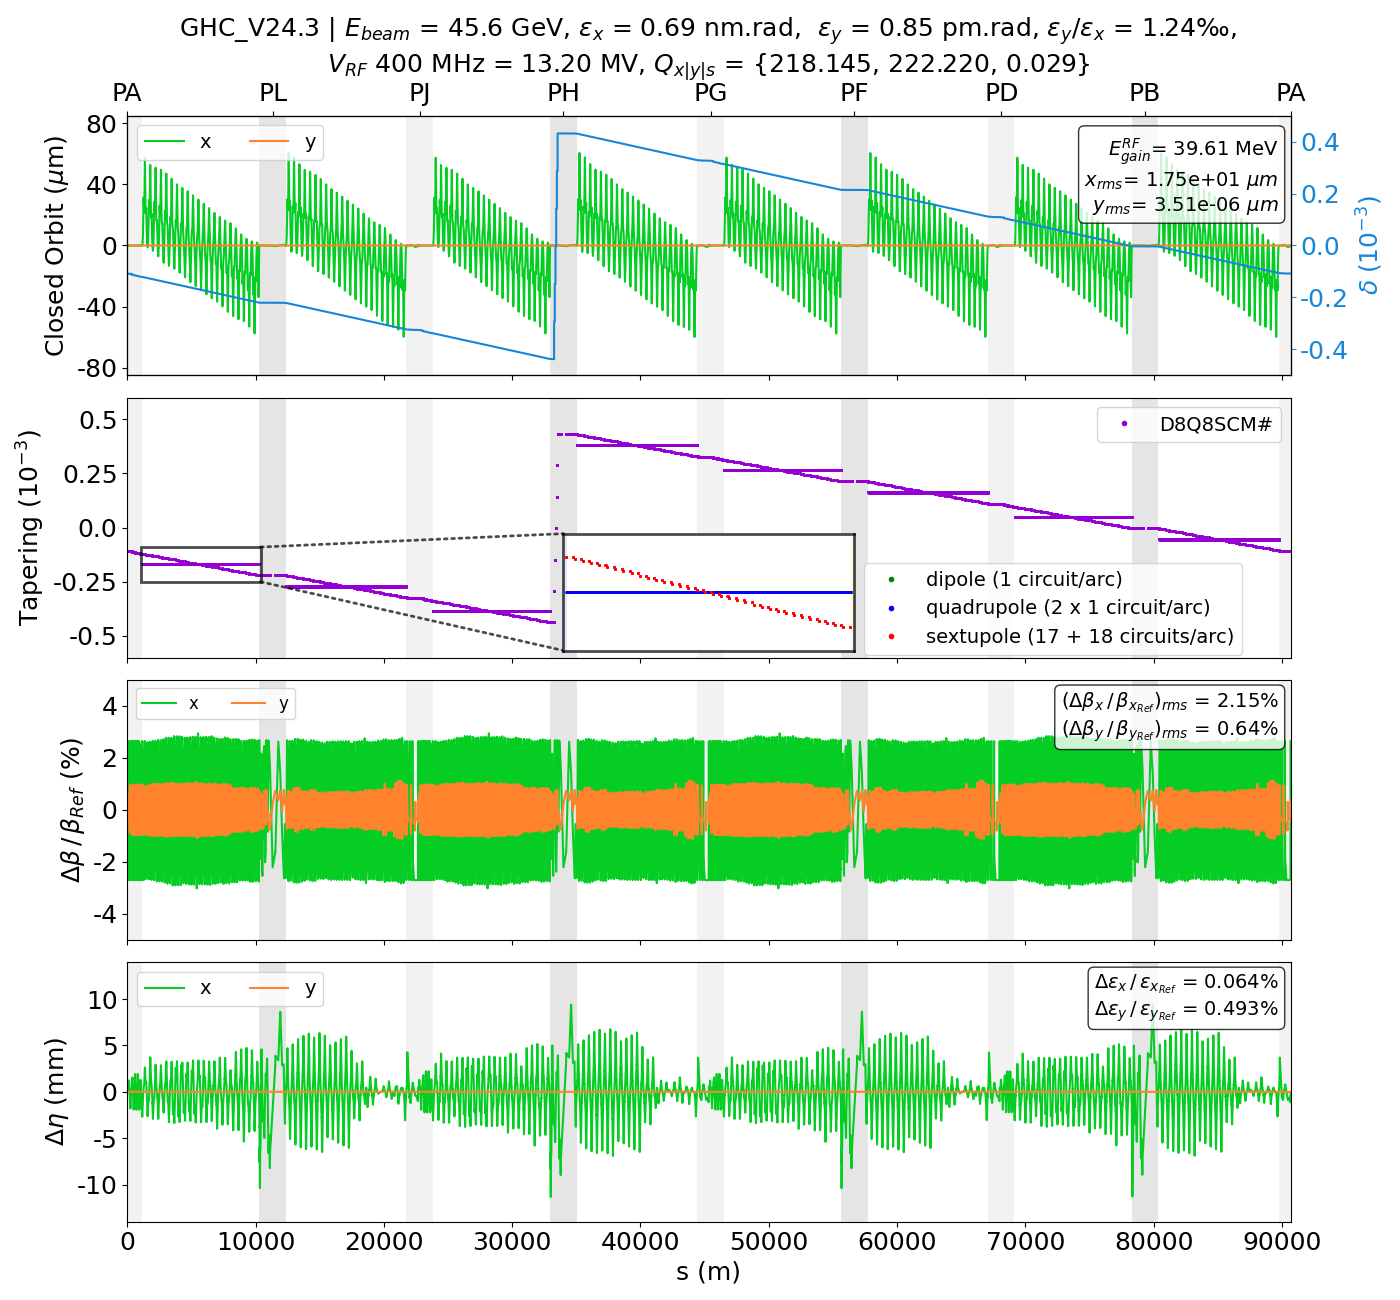 GHC_V24.3 | E_beam = 45.6 GeV, ε_x = 0.69 nm.rad, ε_y = 0.85 pm.rad, ε_y/ε_x = 1.24‰,
V_RF 400 MHz = 13.20 MV, Q_x|y|s = {218.145, 222.220, 0.029}
PA PL PJ PH PG PF PD PB PA
Closed Orbit (μm)
80
40
0
-40
-80
x y
E^RF_gain= 39.61 MeV
x_rms= 1.75e+01 μm
y_rms= 3.51e-06 μm
0.4
0.2
0.0
-0.2
-0.4
δ (10⁻³)
Tapering (10⁻³)
0.5
0.25
0.0
-0.25
-0.5
D8Q8SCM#
dipole (1 circuit/arc)
quadrupole (2 x 1 circuit/arc)
sextupole (17 + 18 circuits/arc)
Δβ / β_Ref (%)
4
2
0
-2
-4
x y
(Δβ_x / β_x_Ref)_rms = 2.15%
(Δβ_y / β_y_Ref)_rms = 0.64%
Δη (mm)
10
5
0
-5
-10
x y
Δε_x / ε_x_Ref = 0.064%
Δε_y / ε_y_Ref = 0.493%
0 10000 20000 30000 40000 50000 60000 70000 80000 90000
s (m)